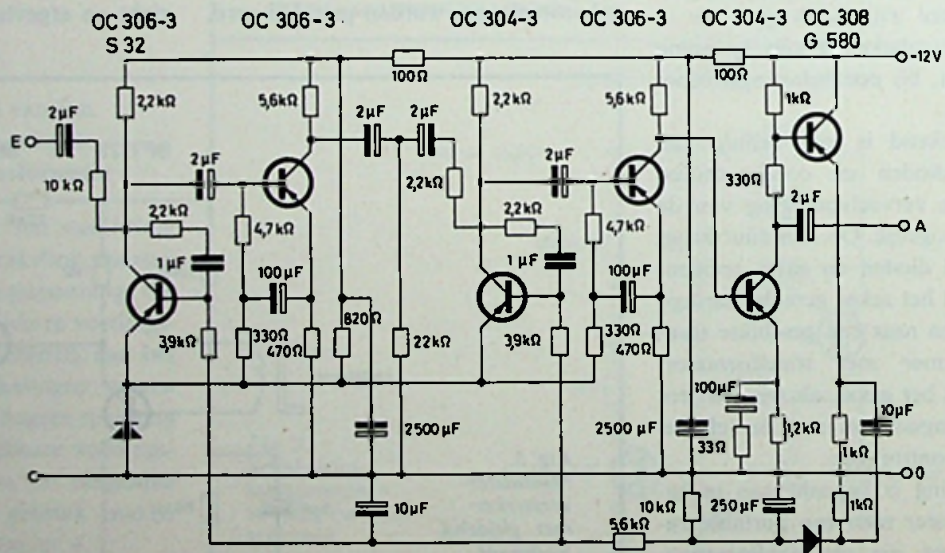 OC 306-3 OC 306-3 OC 304-3 OC 306-3 OC 304-3 OC 308
S 32 G 580
-12V
100Ω 100Ω
2,2kΩ 5,6kΩ 2,2kΩ 5,6kΩ 1kΩ
2µF 2µF 2µF 2µF 2µF
E
10 kΩ 2,2kΩ 330Ω 2µF
A
2,2kΩ 4,7kΩ 2,2kΩ 4,7kΩ
1µF 100µF 1µF 100µF
3,9kΩ 330Ω 470Ω 820Ω 22kΩ 3,9kΩ 330Ω 470Ω
100µF 10µF
2500µF 2500µF 33Ω 1,2kΩ 1kΩ
0
10µF 10kΩ 250µF 1kΩ
5,6kΩ